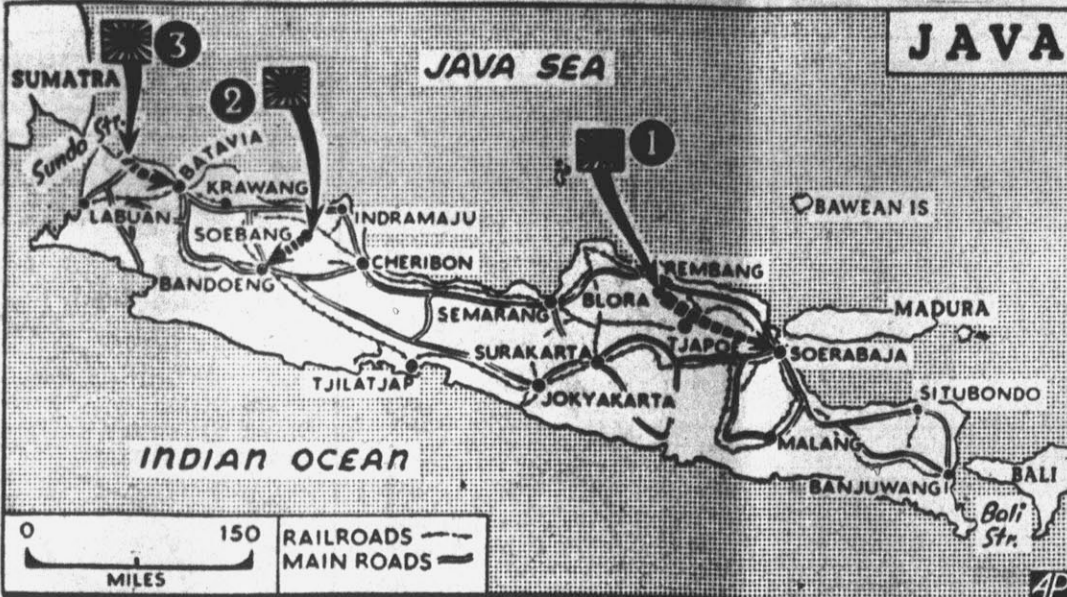 JAVA
JAVA SEA
3
SUMATRA
2
1
Sundo Str.
BATAVIA
KRAWANG
LABUAN
INDRAMAJU
BAWEAN IS
SOEBANG
CHERIBON
BANDOENG
REMBANG
BLORA
SEMARANG
MADURA
TJAPO
SURAKARTA
SOERABAJA
TJILATJAP
JOKYAKARTA
SITUBONDO
MALANG
INDIAN OCEAN
BANJUWANGI
BALI
Bali
Str.
0 150
MILES
RAILROADS
MAIN ROADS
AP